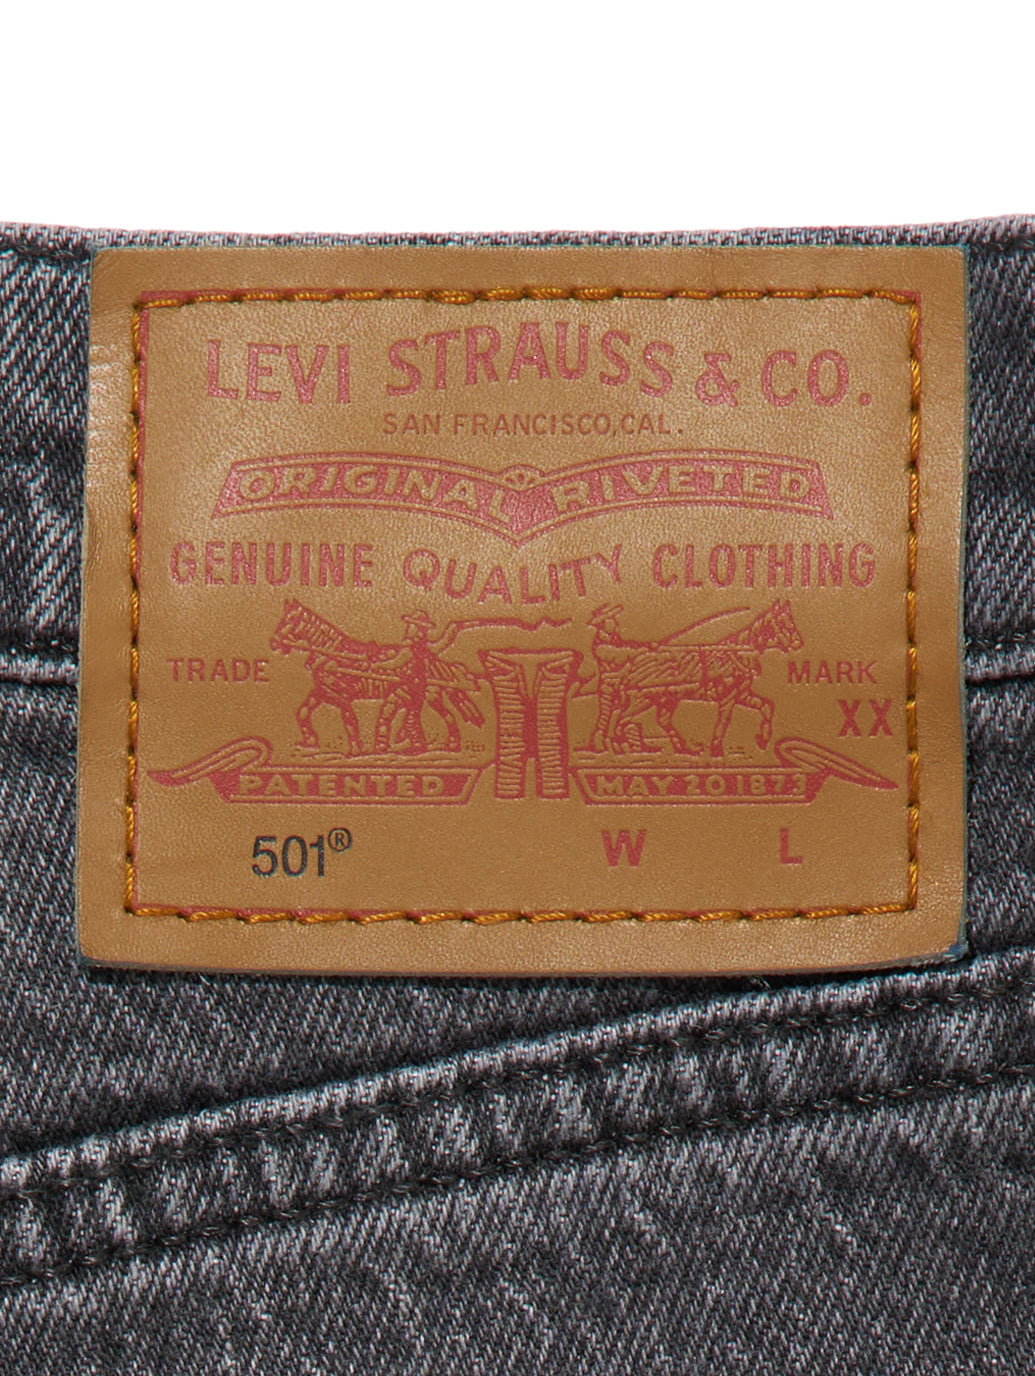 LEVI STRAUSS & CO.
SAN FRANCISCO, CAL.
ORIGINAL RIVETED
GENUINE QUALITY CLOTHING
TRADE MARK
XX
PATENTED MAY 20 1873
501® W L